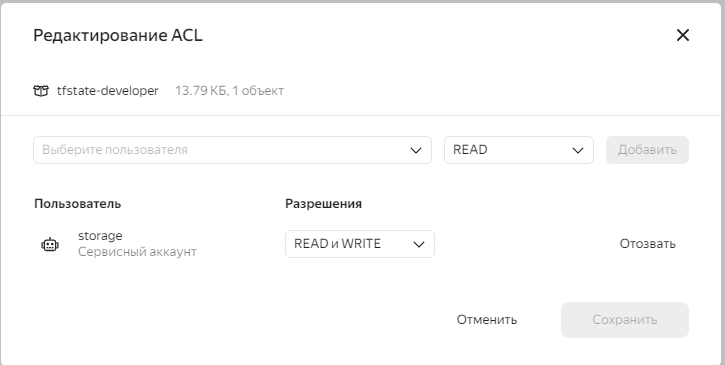 Редактирование ACL
tfstate-developer 13.79 КБ, 1 объект
Выберите пользователя READ Добавить
Пользователь Разрешения
storage
Сервисный аккаунт
READ и WRITE Отозвать
Отменить Сохранить